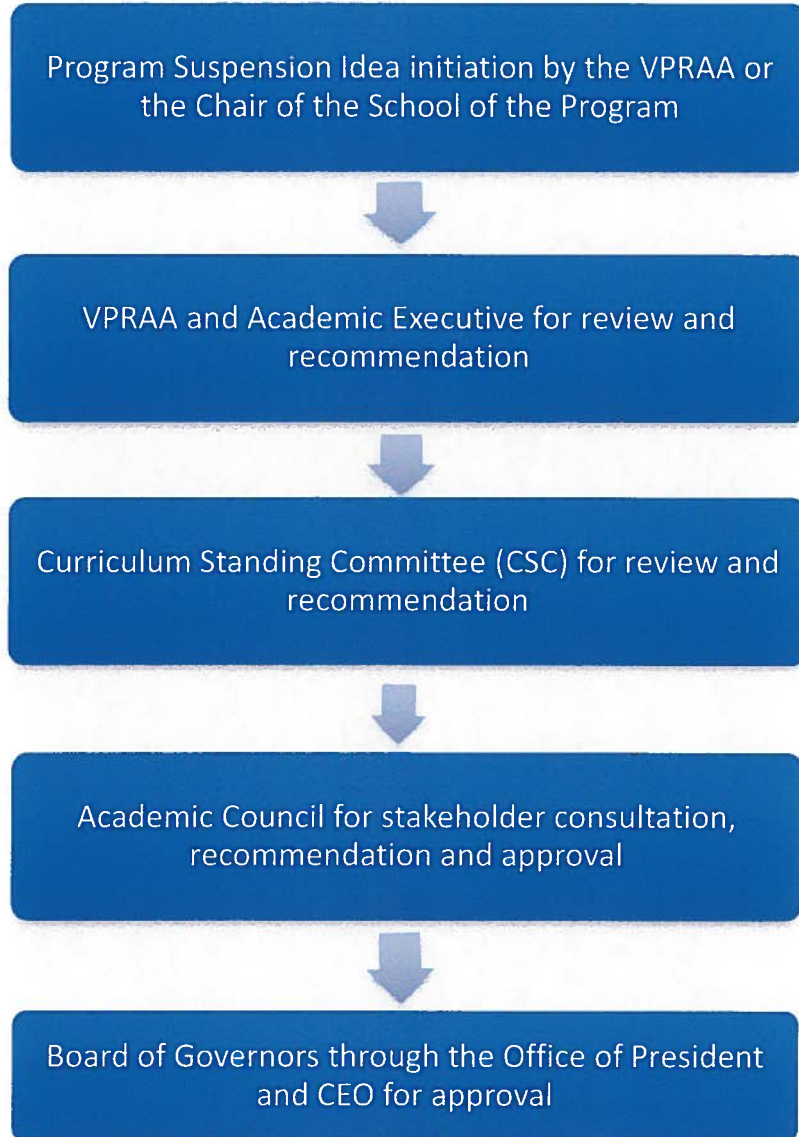 Program Suspension Idea initiation by the VPRAA or
the Chair of the School of the Program
VPRAA and Academic Executive for review and
recommendation
Curriculum Standing Committee (CSC) for review and
recommendation
Academic Council for stakeholder consultation,
recommendation and approval
Board of Governors through the Office of President
and CEO for approval